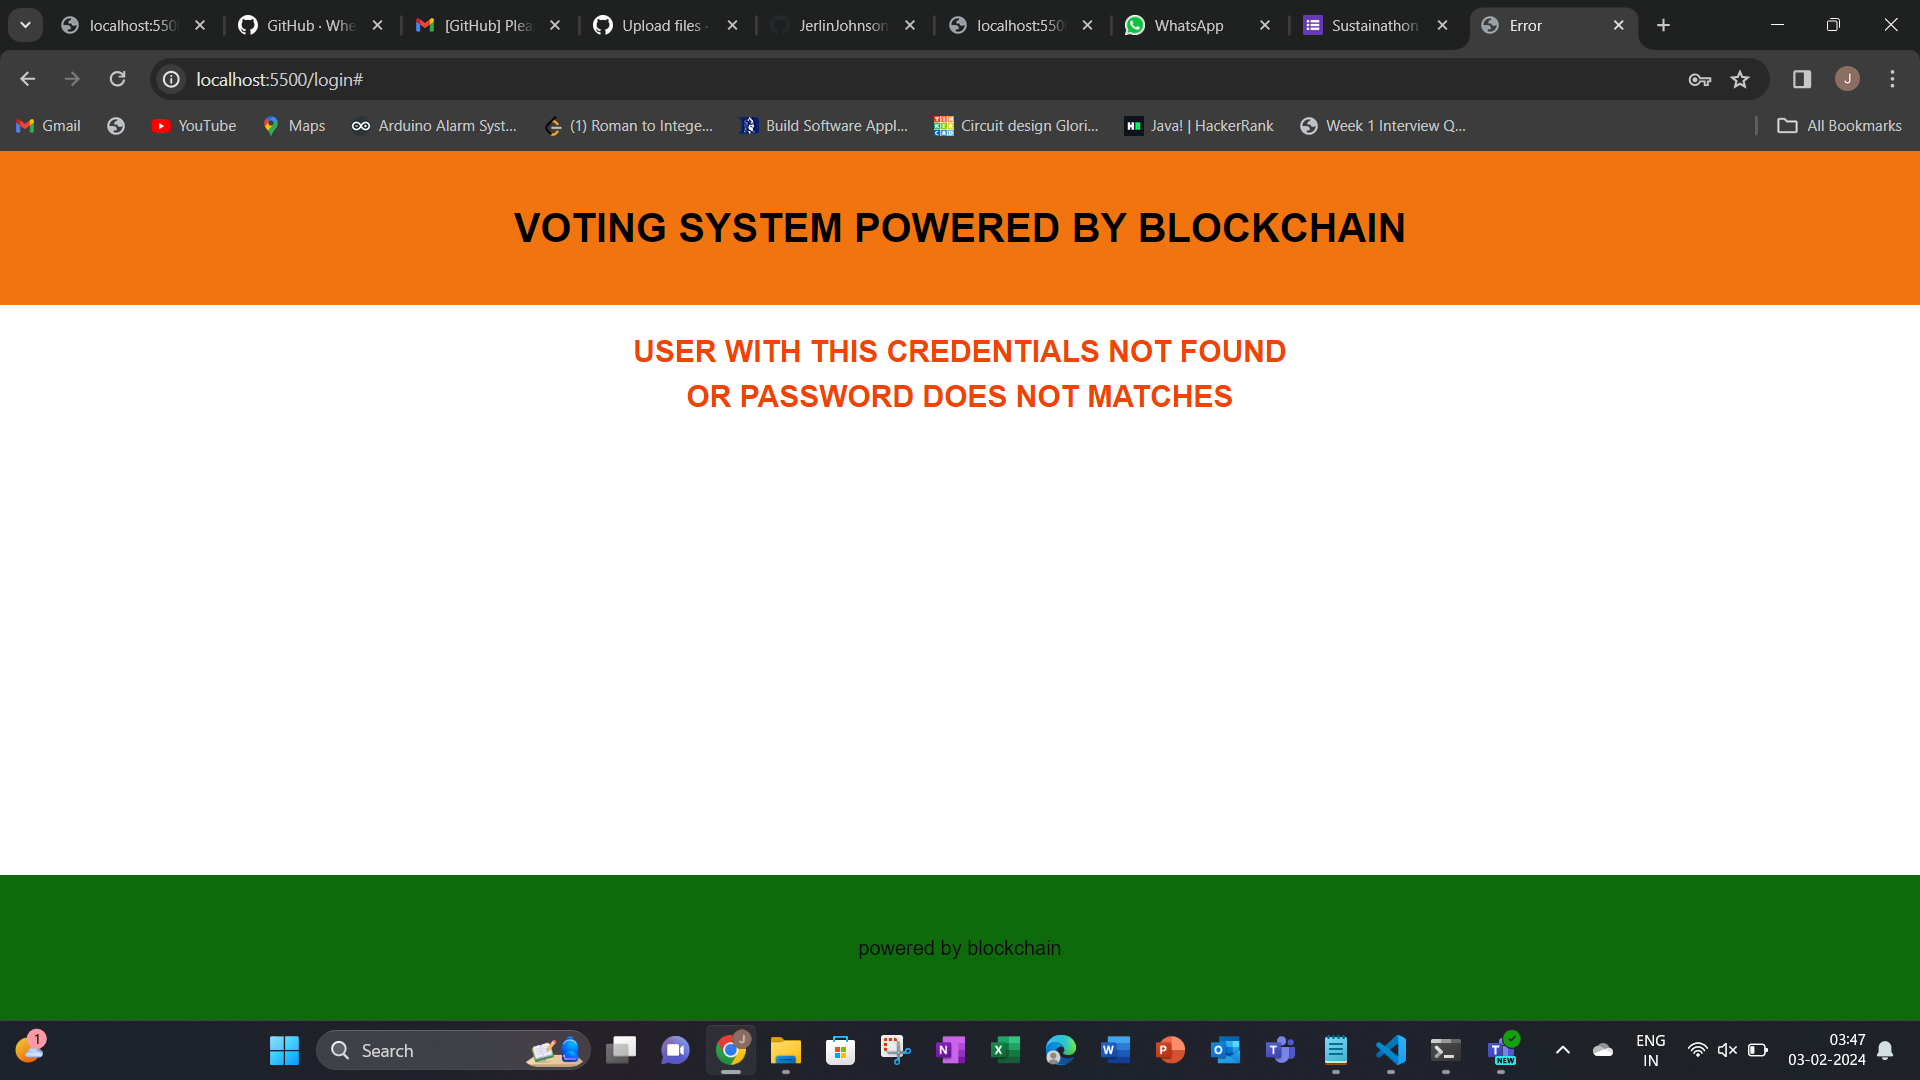 localhost:550
GitHub · Whe
[GitHub] Plea
Upload files ·
JerlinJohnson
localhost:550
WhatsApp
Sustainathon
Error
localhost:5500/login#
J
Gmail
YouTube
Maps
Arduino Alarm Syst...
(1) Roman to Intege...
Build Software Appl...
Circuit design Glori...
Java! | HackerRank
Week 1 Interview Q...
All Bookmarks
VOTING SYSTEM POWERED BY BLOCKCHAIN
USER WITH THIS CREDENTIALS NOT FOUND
OR PASSWORD DOES NOT MATCHES
powered by blockchain
1
Search
J
NEW
ENG
IN
03:47
03-02-2024